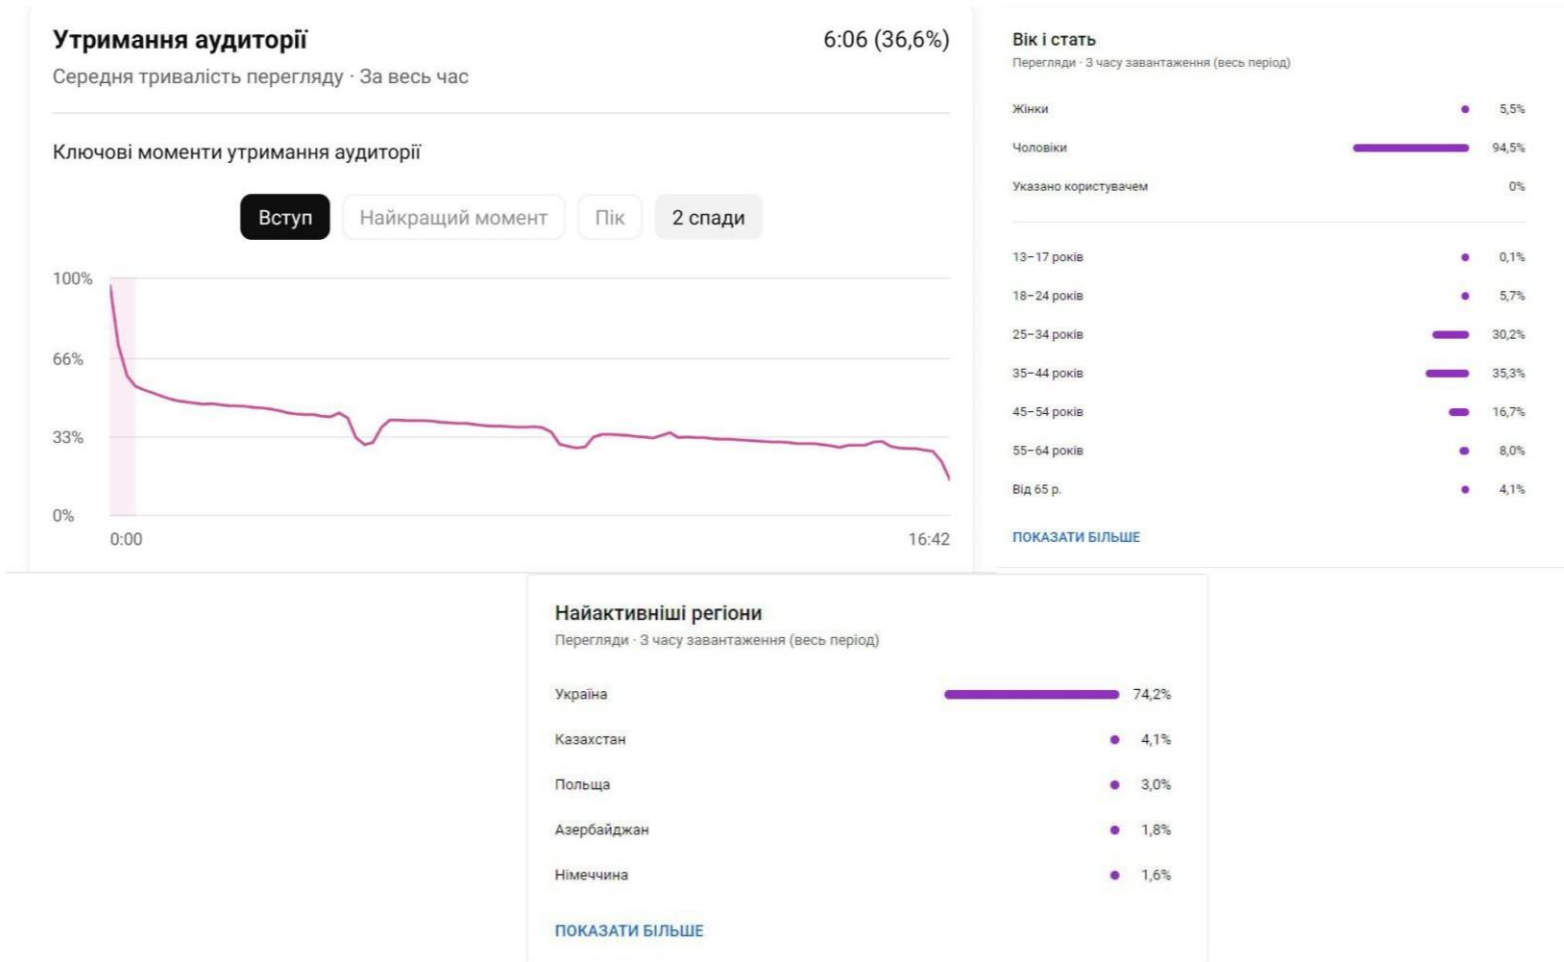 Утримання аудиторії
6:06 (36,6%)
Середня тривалість перегляду · За весь час
Ключові моменти утримання аудиторії
Вступ
Найкращий момент
Пік
2 спади
100%
66%
33%
0%
0:00
16:42
Вік і стать
Перегляди · З часу завантаження (весь період)
Жінки 5,5%
Чоловіки 94,5%
Указано користувачем 0%
13–17 років 0,1%
18–24 років 5,7%
25–34 років 30,2%
35–44 років 35,3%
45–54 років 16,7%
55–64 років 8,0%
Від 65 р. 4,1%
ПОКАЗАТИ БІЛЬШЕ
Найактивніші регіони
Перегляди · З часу завантаження (весь період)
Україна 74,2%
Казахстан 4,1%
Польща 3,0%
Азербайджан 1,8%
Німеччина 1,6%
ПОКАЗАТИ БІЛЬШЕ